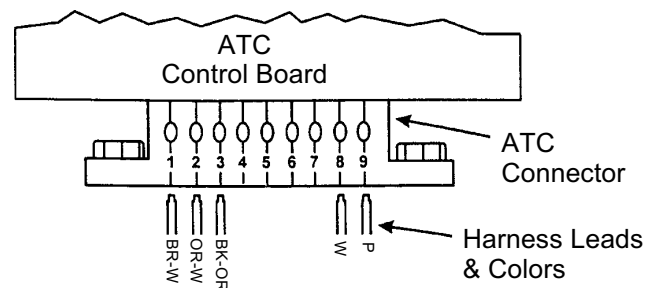 ATC
Control Board
1 2 3 4 5 6 7 8 9
ATC
Connector
BR-W
OR-W
BK-OR
W
P
Harness Leads
& Colors